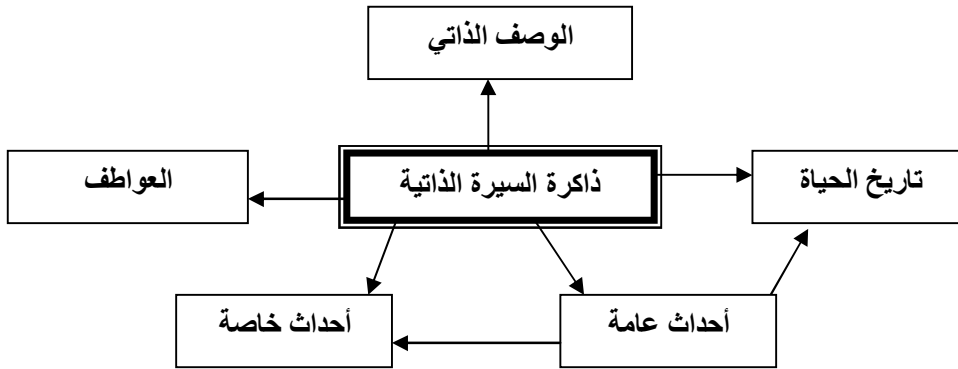 الوصف الذاتي
تاريخ الحياة
ذاكرة السيرة الذاتية
العواطف
أحداث عامة
أحداث خاصة